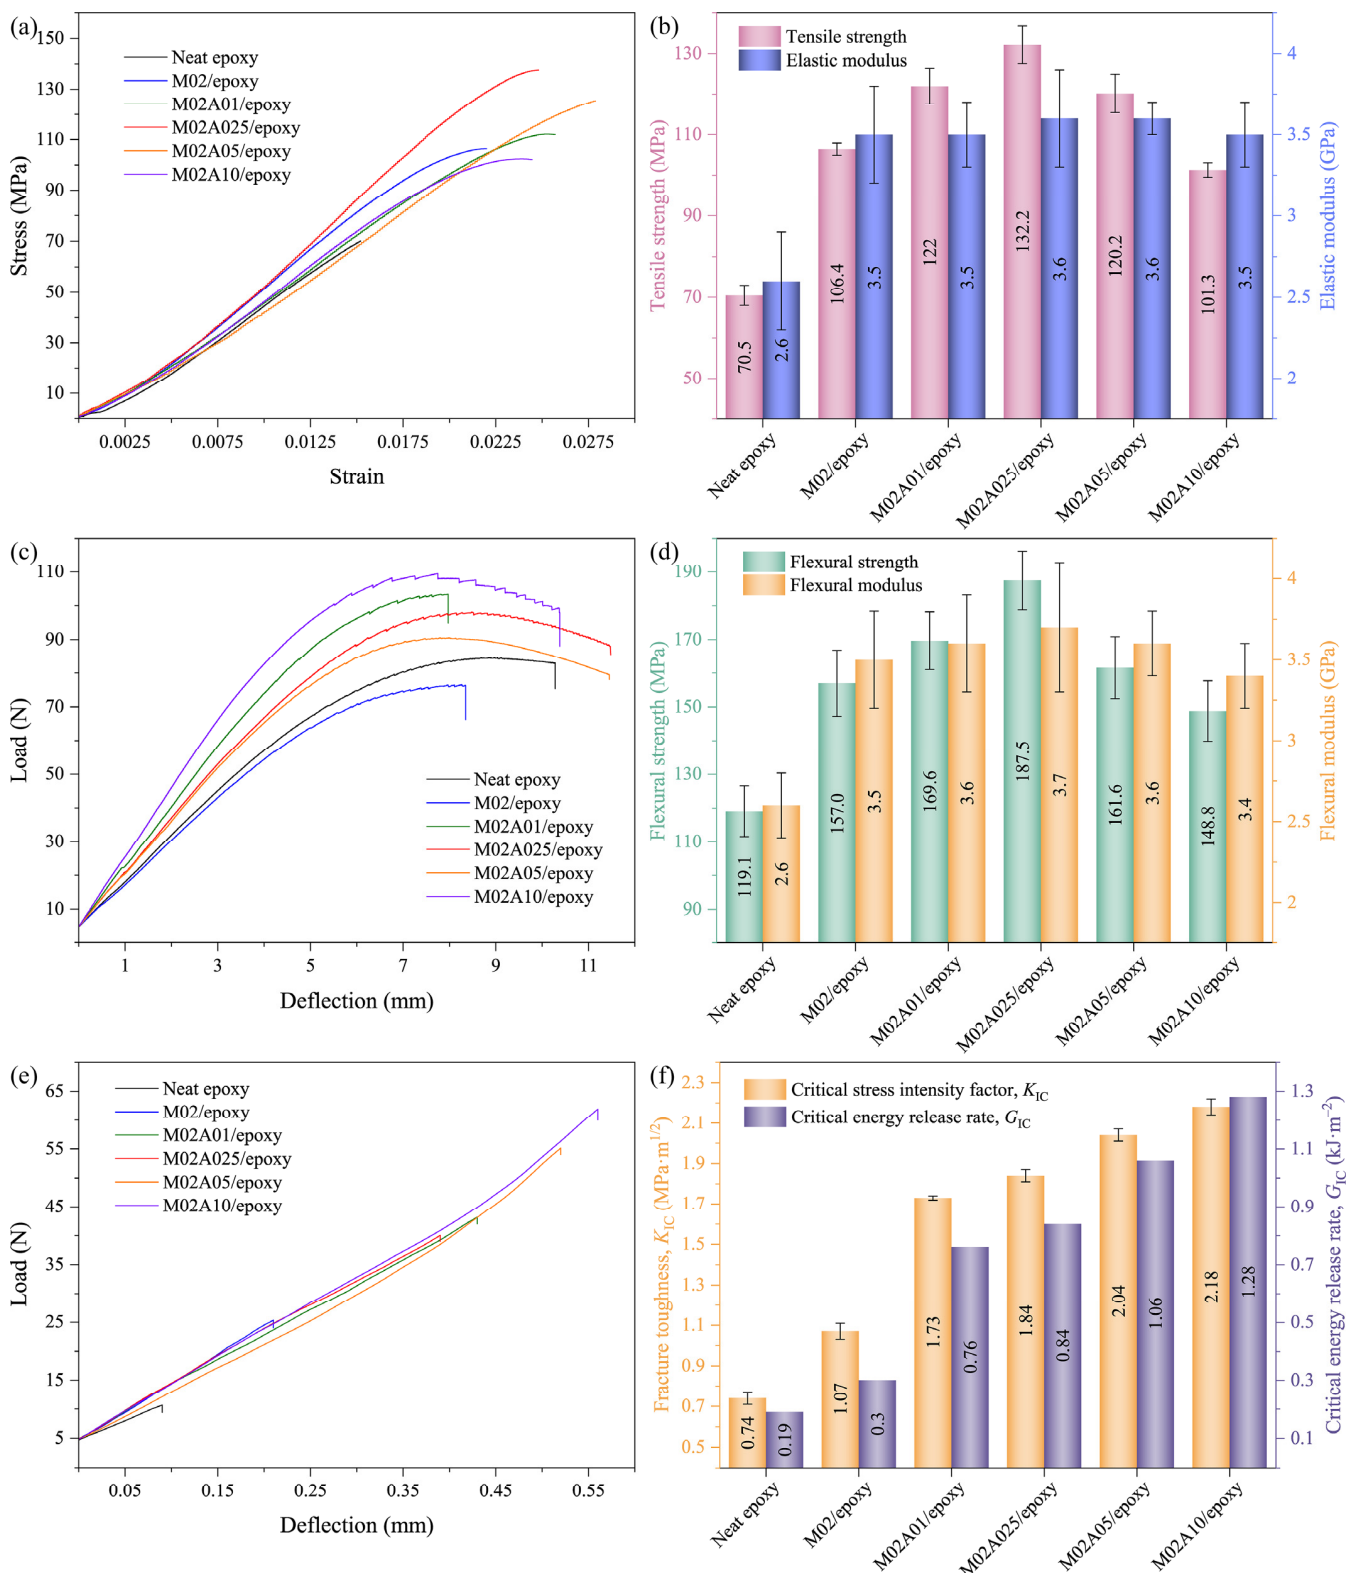 (a)
150
130
110
90
70
50
30
10
Stress (MPa)
Neat epoxy
M02/epoxy
M02A01/epoxy
M02A025/epoxy
M02A05/epoxy
M02A10/epoxy
0.0025 0.0075 0.0125 0.0175 0.0225 0.0275
Strain
(b)
130
110
90
70
50
Tensile strength (MPa)
Tensile strength
Elastic modulus
70.5 2.6 106.4 3.5 122 3.5 132.2 3.6 120.2 3.6 101.3 3.5
4
3.5
3
2.5
2
Elastic modulus (GPa)
Neat epoxy
M02/epoxy
M02A01/epoxy
M02A025/epoxy
M02A05/epoxy
M02A10/epoxy
(c)
110
90
70
50
30
10
Load (N)
Neat epoxy
M02/epoxy
M02A01/epoxy
M02A025/epoxy
M02A05/epoxy
M02A10/epoxy
1 3 5 7 9 11
Deflection (mm)
(d)
190
170
150
130
110
90
Flexural strength (MPa)
Flexural strength
Flexural modulus
119.1 2.6 157.0 3.5 169.6 3.6 187.5 3.7 161.6 3.6 148.8 3.4
4
3.5
3
2.5
2
Flexural modulus (GPa)
Neat epoxy
M02/epoxy
M02A01/epoxy
M02A025/epoxy
M02A05/epoxy
M02A10/epoxy
(e)
65
55
45
35
25
15
5
Load (N)
Neat epoxy
M02/epoxy
M02A01/epoxy
M02A025/epoxy
M02A05/epoxy
M02A10/epoxy
0.05 0.15 0.25 0.35 0.45 0.55
Deflection (mm)
(f)
2.3
2.1
1.9
1.7
1.5
1.3
1.1
0.9
0.7
0.5
Fracture toughness, K_IC (MPa·m^1/2)
Critical stress intensity factor, K_IC
Critical energy release rate, G_IC
0.74 0.19 1.07 0.3 1.73 0.76 1.84 0.84 2.04 1.06 2.18 1.28
1.3
1.1
0.9
0.7
0.5
0.3
0.1
Critical energy release rate, G_IC (kJ·m^−2)
Neat epoxy
M02/epoxy
M02A01/epoxy
M02A025/epoxy
M02A05/epoxy
M02A10/epoxy